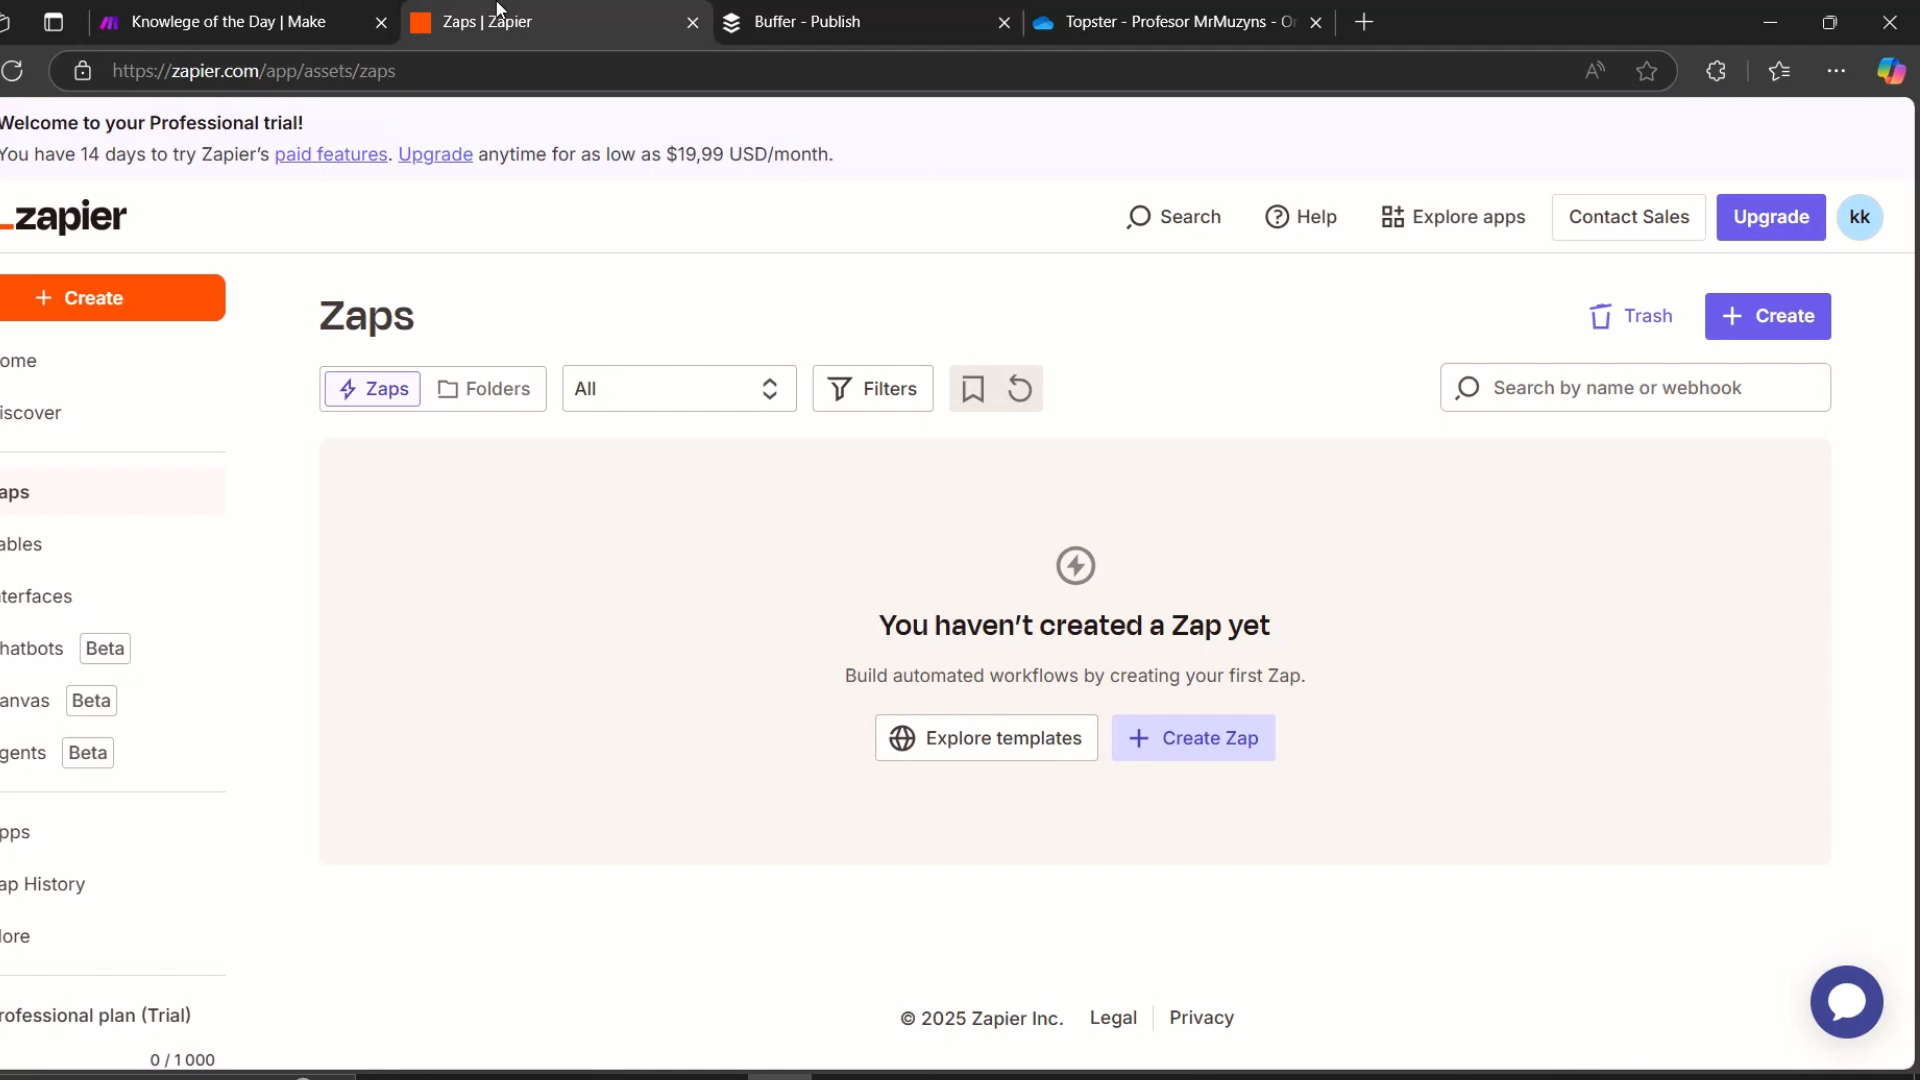 Knowlege of the Day | Make
Zaps | Zapier
Buffer - Publish
Topster - Profesor MrMuzyns - Or
https://zapier.com/app/assets/zaps
Welcome to your Professional trial!
You have 14 days to try Zapier's paid features. Upgrade anytime for as low as $19,99 USD/month.
zapier
Search
Help
Explore apps
Contact Sales
Upgrade
kk
+ Create
ome
iscover
aps
ables
terfaces
hatbots Beta
anvas Beta
gents Beta
pps
ap History
ore
rofessional plan (Trial)
0 / 1 000
Zaps
Trash
+ Create
Zaps
Folders
All
Filters
Search by name or webhook
You haven't created a Zap yet
Build automated workflows by creating your first Zap.
Explore templates
+ Create Zap
© 2025 Zapier Inc.
Legal
Privacy